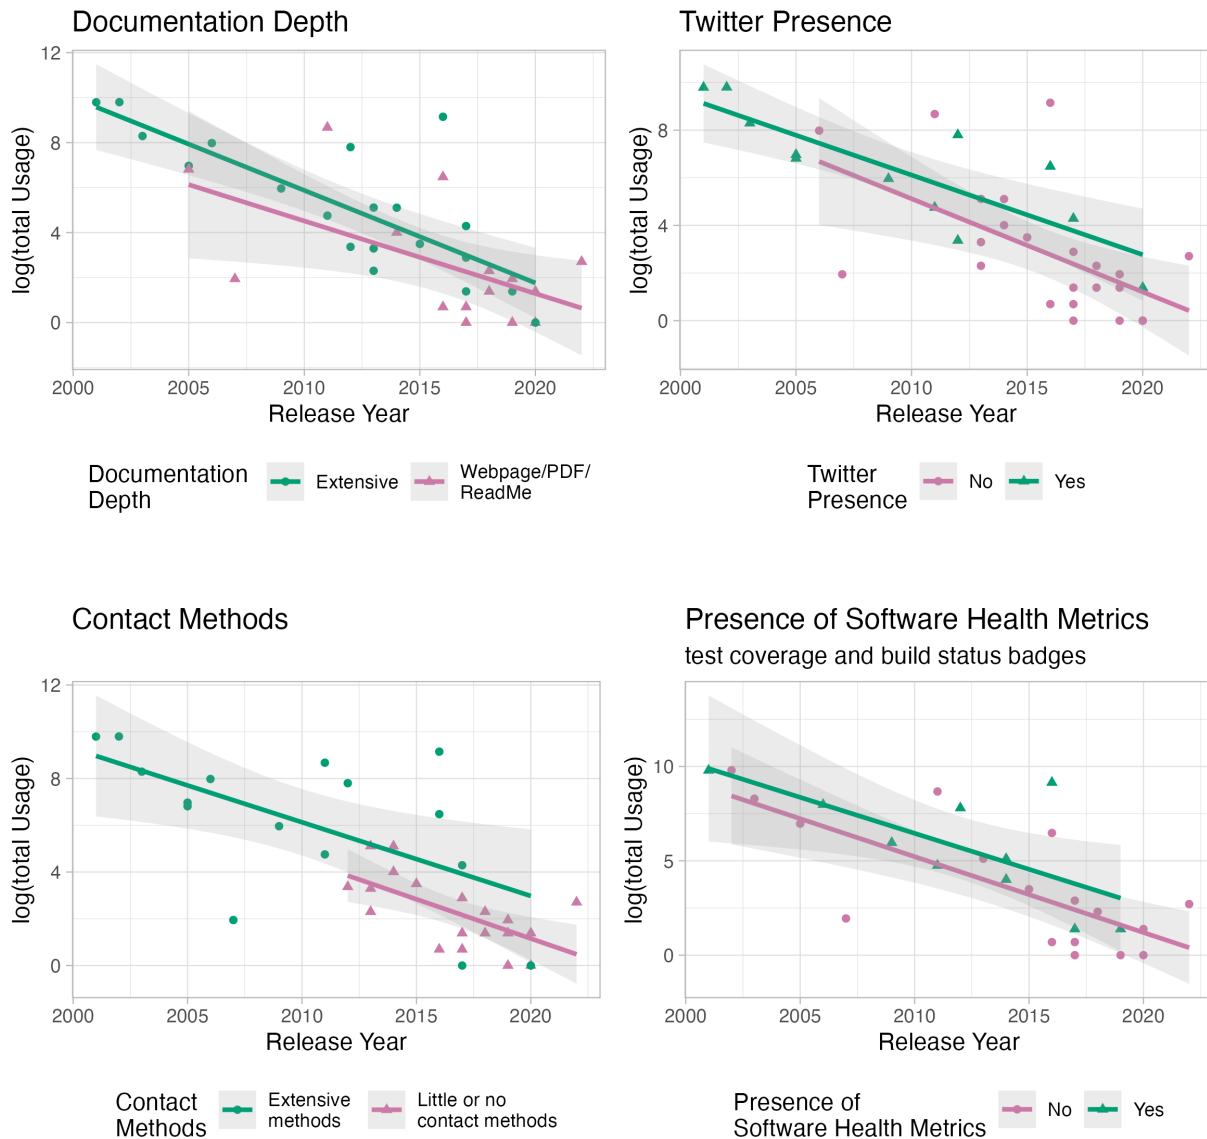 Documentation Depth
12
8
4
0
log(total Usage)
2000 2005 2010 2015 2020
Release Year
Documentation
Depth
Extensive
Webpage/PDF/
ReadMe
Twitter Presence
8
4
0
log(total Usage)
2000 2005 2010 2015 2020
Release Year
Twitter
Presence
No
Yes
Contact Methods
12
8
4
0
log(total Usage)
2000 2005 2010 2015 2020
Release Year
Contact
Methods
Extensive
methods
Little or no
contact methods
Presence of Software Health Metrics
test coverage and build status badges
10
5
0
log(total Usage)
2000 2005 2010 2015 2020
Release Year
Presence of
Software Health Metrics
No
Yes